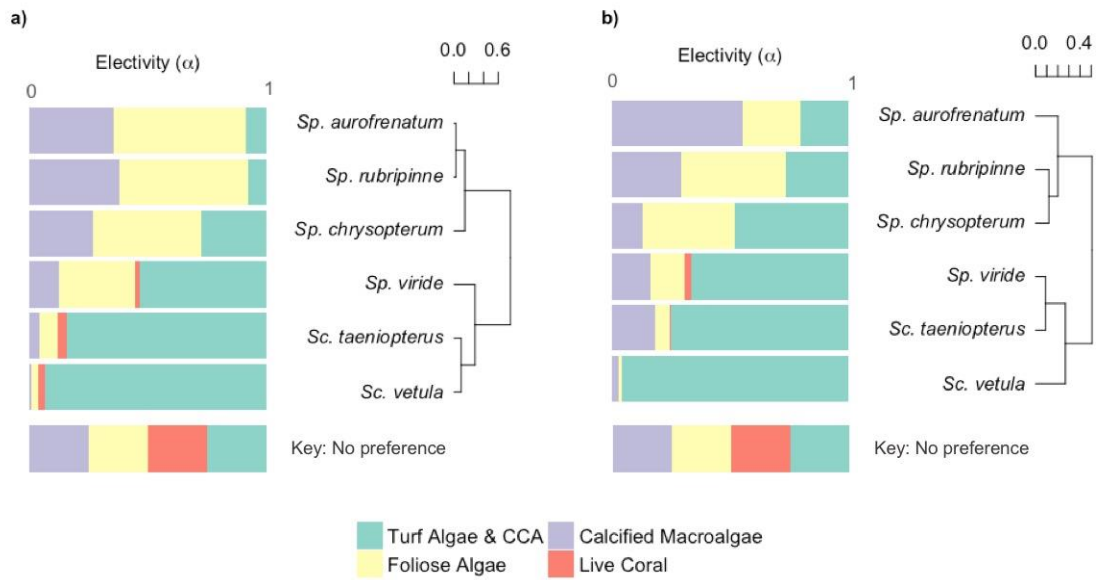 a)
Electivity (α)
0 1
0.0 0.6
Sp. aurofrenatum
Sp. rubripinne
Sp. chrysopterum
Sp. viride
Sc. taeniopterus
Sc. vetula
Key: No preference
b)
Electivity (α)
0 1
0.0 0.4
Sp. aurofrenatum
Sp. rubripinne
Sp. chrysopterum
Sp. viride
Sc. taeniopterus
Sc. vetula
Key: No preference
Turf Algae & CCA Calcified Macroalgae
Foliose Algae Live Coral